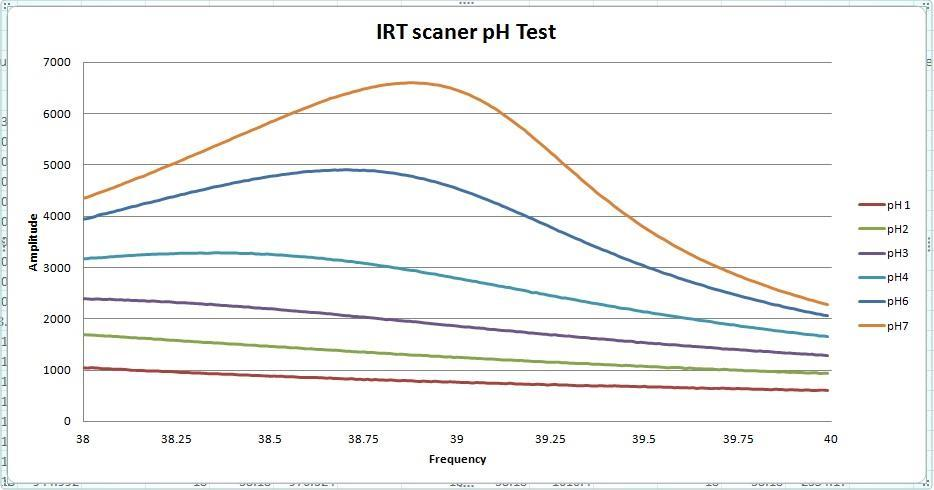 IRT scaner pH Test
7000
6000
5000
4000
3000
2000
1000
0
Amplitude
38 38.25 38.5 38.75 39 39.25 39.5 39.75 40
Frequency
pH 1
pH2
pH3
pH4
pH6
pH7